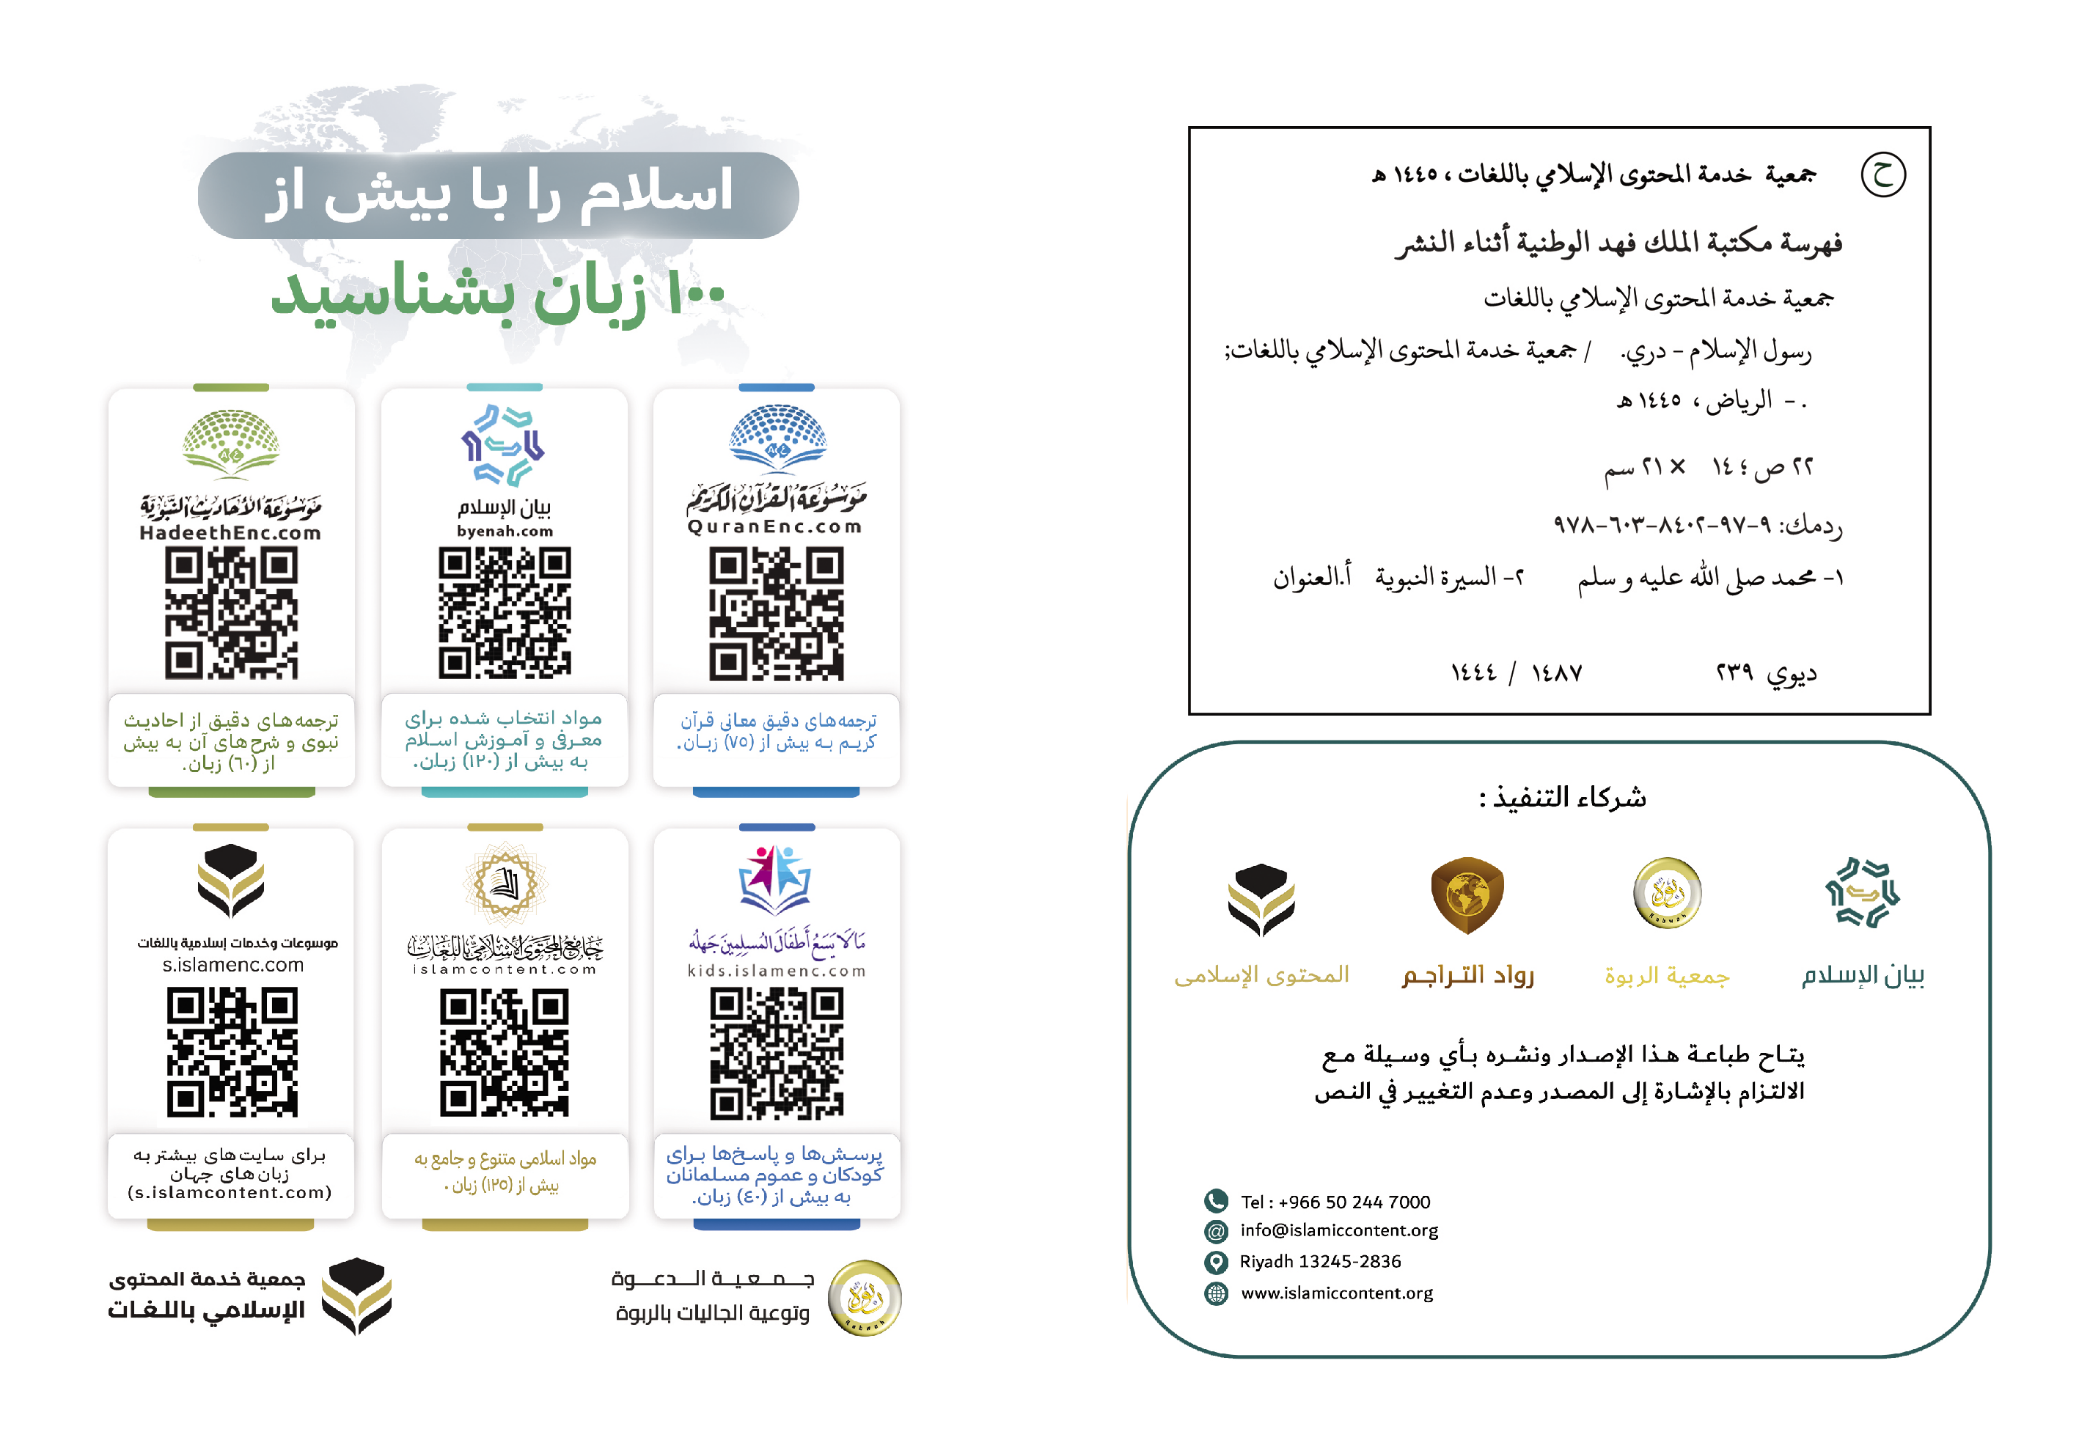 ح
جمعية خدمة المحتوى الإسلامي باللغات ، ١٤٤٥ هـ
فهرسة مكتبة الملك فهد الوطنية أثناء النشر
جمعية خدمة المحتوى الإسلامي باللغات
رسول الإسلام - دري. / جمعية خدمة المحتوى الإسلامي باللغات;
. - الرياض ، ١٤٤٥ هـ
٢٢ ص ؛ ١٤ × ٢١ سم
ردمك: ٩-٩٧-٨٤٠٢-٦٠٣-٩٧٨
١- محمد صلى الله عليه و سلم ٢- السيرة النبوية أ.العنوان
ديوي ٢٣٩ ١٤٨٧ / ١٤٤٤
شركاء التنفيذ :
بيان الإسلام
جمعية الربوة
رواد التراجم
المحتوى الإسلامي
يتاح طباعة هذا الإصدار ونشره بأي وسيلة مع
الالتزام بالإشارة إلى المصدر وعدم التغيير في النص
Tel : +966 50 244 7000
info@islamiccontent.org
Riyadh 13245-2836
www.islamiccontent.org
اسلام را با بیش از
١٠٠ زبان بشناسید
موسوعة القرآن الكريم
QuranEnc.com
ترجمه‌های دقیق معانی قرآن
کریم به بیش از (٧٥) زبان.
بيان الإسلام
byenah.com
مواد انتخاب شده برای
معرفی و آموزش اسلام
به بیش از (١٢٠) زبان.
موسوعة الأحاديث النبوية
HadeethEnc.com
ترجمه‌های دقیق از احادیث
نبوی و شرح‌های آن به بیش
از (٦٠) زبان.
مَا لَا يَسَعُ أَطْفَالَ المُسلِمِينَ جَهلُه
kids.islamenc.com
پرسش‌ها و پاسخ‌ها برای
کودکان و عموم مسلمانان
به بیش از (٤٠) زبان.
جامع المحتوى الإسلامي باللغات
islamcontent.com
مواد اسلامی متنوع و جامع به
بیش از (١٢٥) زبان .
موسوعات وخدمات إسلامية باللغات
s.islamenc.com
برای سایت‌های بیشتر به
زبان‌های جهان
(s.islamcontent.com)
جمعية الدعوة
وتوعية الجاليات بالربوة
جمعية خدمة المحتوى
الإسلامي باللغات